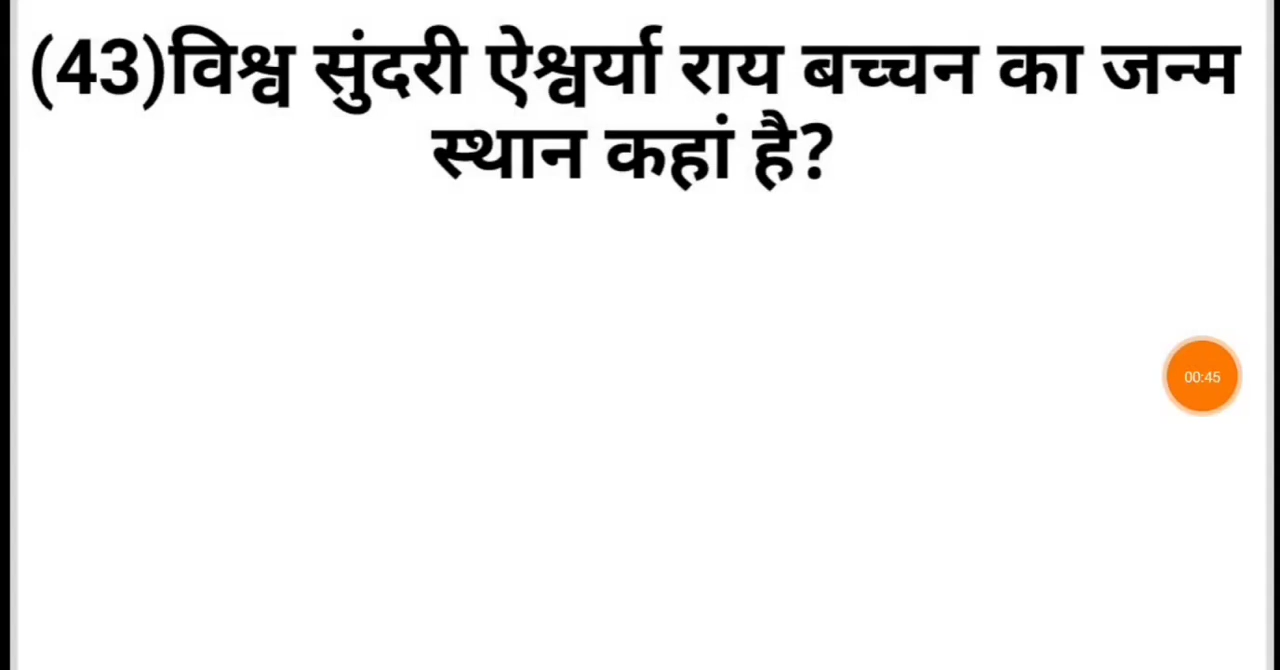 (43)विश्व सुंदरी ऐश्वर्या राय बच्चन का जन्म
स्थान कहां है?
00:45